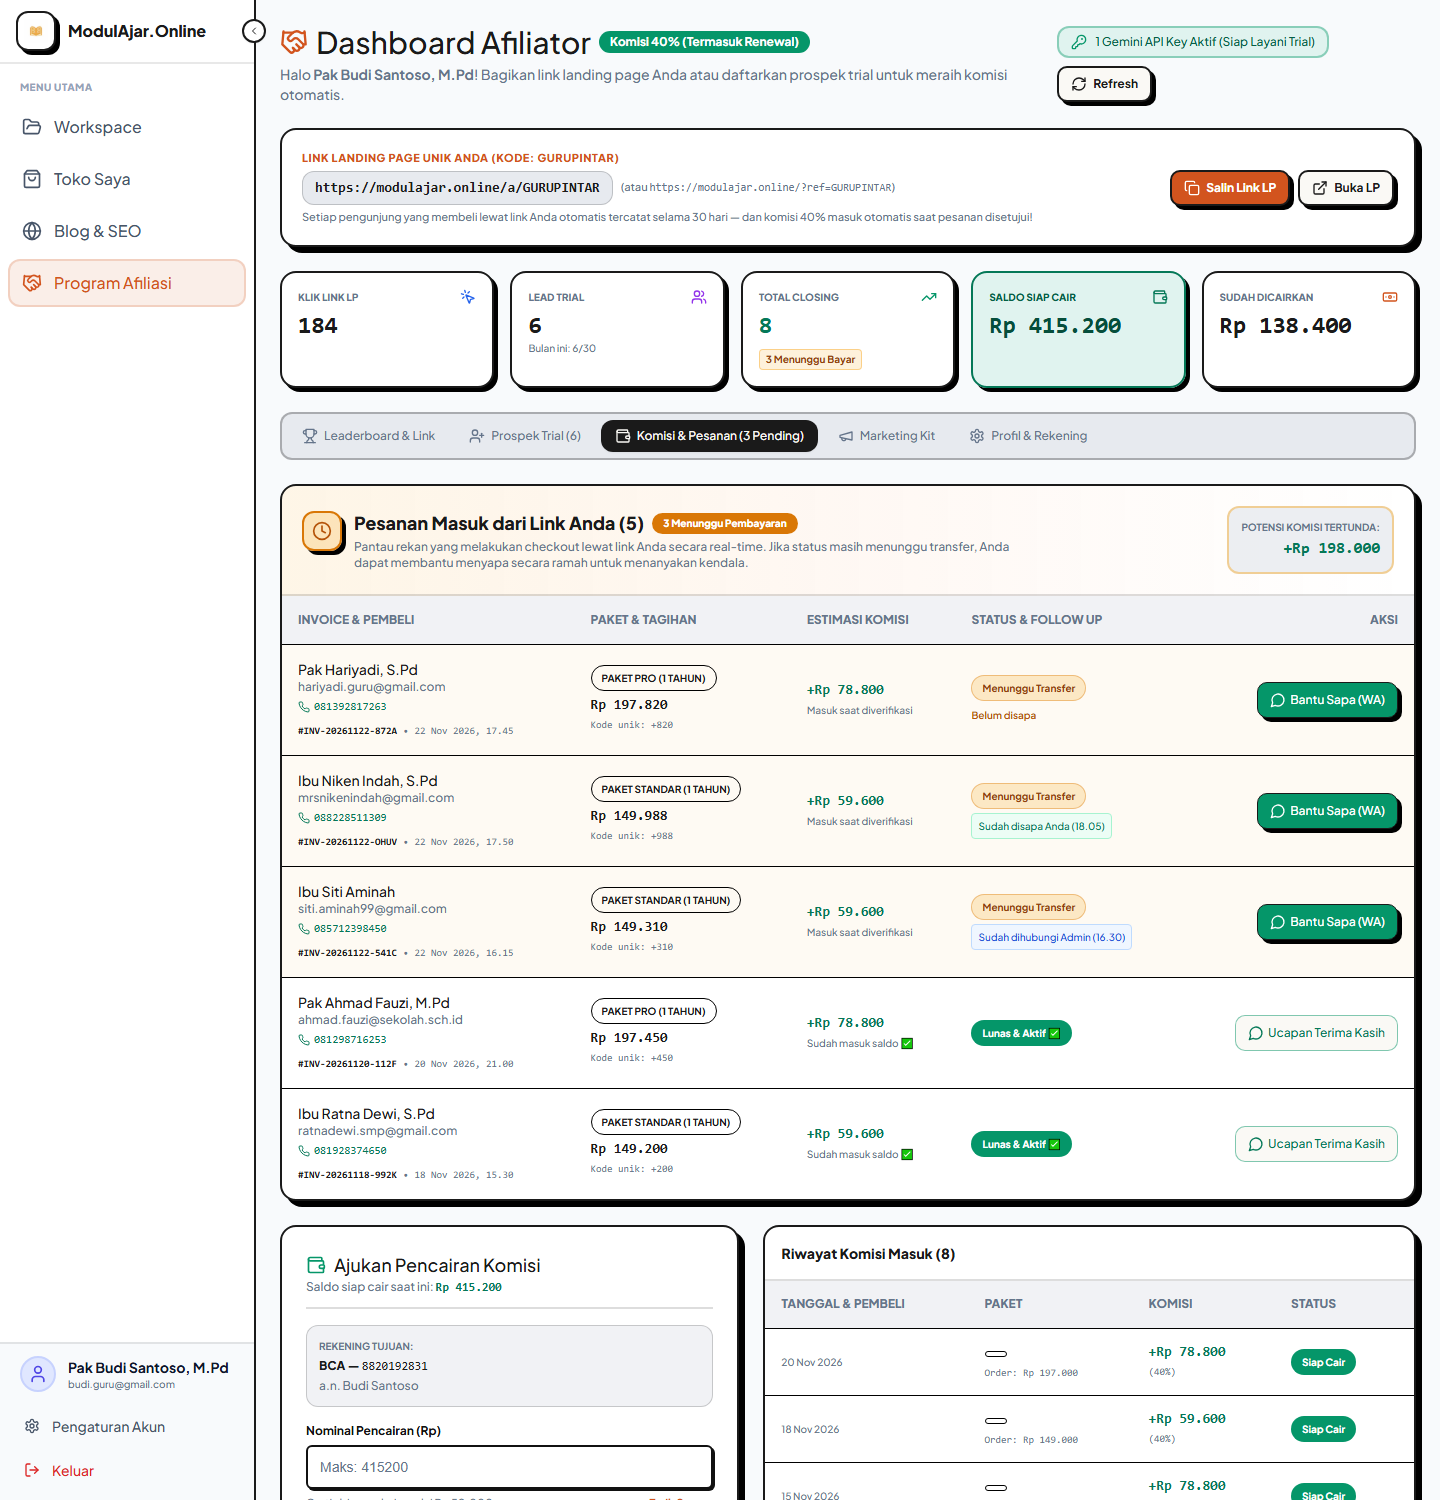 ModulAjar.Online
MENU UTAMA
Workspace
Toko Saya
Blog & SEO
Program Afiliasi
Pak Budi Santoso, M.Pd
budi.guru@gmail.com
Pengaturan Akun
Keluar
Dashboard Afiliator
Komisi 40% (Termasuk Renewal)
Halo Pak Budi Santoso, M.Pd! Bagikan link landing page Anda atau daftarkan prospek trial untuk meraih komisi
otomatis.
1 Gemini API Key Aktif (Siap Layani Trial)
Refresh
LINK LANDING PAGE UNIK ANDA (KODE: GURUPINTAR)
https://modulajar.online/a/GURUPINTAR (atau https://modulajar.online/?ref=GURUPINTAR)
Setiap pengunjung yang membeli lewat link Anda otomatis tercatat selama 30 hari — dan komisi 40% masuk otomatis saat pesanan disetujui!
Salin Link LP
Buka LP
KLIK LINK LP
184
LEAD TRIAL
6
Bulan ini: 6/30
TOTAL CLOSING
8
3 Menunggu Bayar
SALDO SIAP CAIR
Rp 415.200
SUDAH DICAIRKAN
Rp 138.400
Leaderboard & Link
Prospek Trial (6)
Komisi & Pesanan (3 Pending)
Marketing Kit
Profil & Rekening
Pesanan Masuk dari Link Anda (5)
3 Menunggu Pembayaran
Pantau rekan yang melakukan checkout lewat link Anda secara real-time. Jika status masih menunggu transfer, Anda
dapat membantu menyapa secara ramah untuk menanyakan kendala.
POTENSI KOMISI TERTUNDA:
+Rp 198.000
INVOICE & PEMBELI
PAKET & TAGIHAN
ESTIMASI KOMISI
STATUS & FOLLOW UP
AKSI
Pak Hariyadi, S.Pd
hariyadi.guru@gmail.com
081392817263
#INV-20261122-872A • 22 Nov 2026, 17.45
PAKET PRO (1 TAHUN)
Rp 197.820
Kode unik: +820
+Rp 78.800
Masuk saat diverifikasi
Menunggu Transfer
Belum disapa
Bantu Sapa (WA)
Ibu Niken Indah, S.Pd
mrsnikenindah@gmail.com
088228511309
#INV-20261122-OHUV • 22 Nov 2026, 17.50
PAKET STANDAR (1 TAHUN)
Rp 149.988
Kode unik: +988
+Rp 59.600
Masuk saat diverifikasi
Menunggu Transfer
Sudah disapa Anda (18.05)
Bantu Sapa (WA)
Ibu Siti Aminah
siti.aminah99@gmail.com
085712398450
#INV-20261122-541C • 22 Nov 2026, 16.15
PAKET STANDAR (1 TAHUN)
Rp 149.310
Kode unik: +310
+Rp 59.600
Masuk saat diverifikasi
Menunggu Transfer
Sudah dihubungi Admin (16.30)
Bantu Sapa (WA)
Pak Ahmad Fauzi, M.Pd
ahmad.fauzi@sekolah.sch.id
081298716253
#INV-20261120-112F • 20 Nov 2026, 21.00
PAKET PRO (1 TAHUN)
Rp 197.450
Kode unik: +450
+Rp 78.800
Sudah masuk saldo ✅
Lunas & Aktif ✅
Ucapan Terima Kasih
Ibu Ratna Dewi, S.Pd
ratnadewi.smp@gmail.com
081928374650
#INV-20261118-992K • 18 Nov 2026, 15.30
PAKET STANDAR (1 TAHUN)
Rp 149.200
Kode unik: +200
+Rp 59.600
Sudah masuk saldo ✅
Lunas & Aktif ✅
Ucapan Terima Kasih
Ajukan Pencairan Komisi
Saldo siap cair saat ini: Rp 415.200
REKENING TUJUAN:
BCA — 8820192831
a.n. Budi Santoso
Nominal Pencairan (Rp)
Maks: 415200
Riwayat Komisi Masuk (8)
TANGGAL & PEMBELI
PAKET
KOMISI
STATUS
20 Nov 2026
Order: Rp 197.000
+Rp 78.800
(40%)
Siap Cair
18 Nov 2026
Order: Rp 149.000
+Rp 59.600
(40%)
Siap Cair
15 Nov 2026
+Rp 78.800
Siap Cair